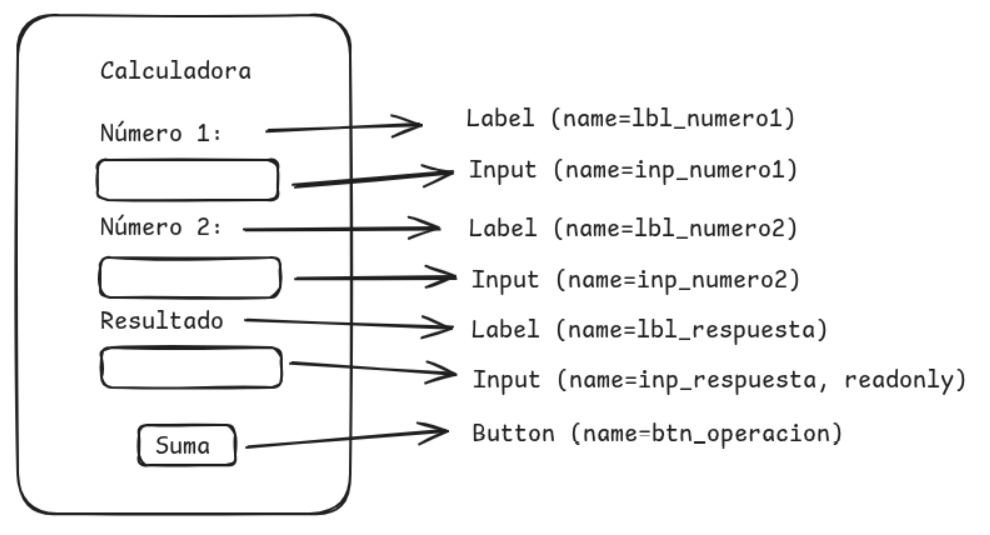 Calculadora
Número 1:
Label (name=lbl_numero1)
Input (name=inp_numero1)
Número 2:
Label (name=lbl_numero2)
Input (name=inp_numero2)
Resultado
Label (name=lbl_respuesta)
Input (name=inp_respuesta, readonly)
Suma
Button (name=btn_operacion)